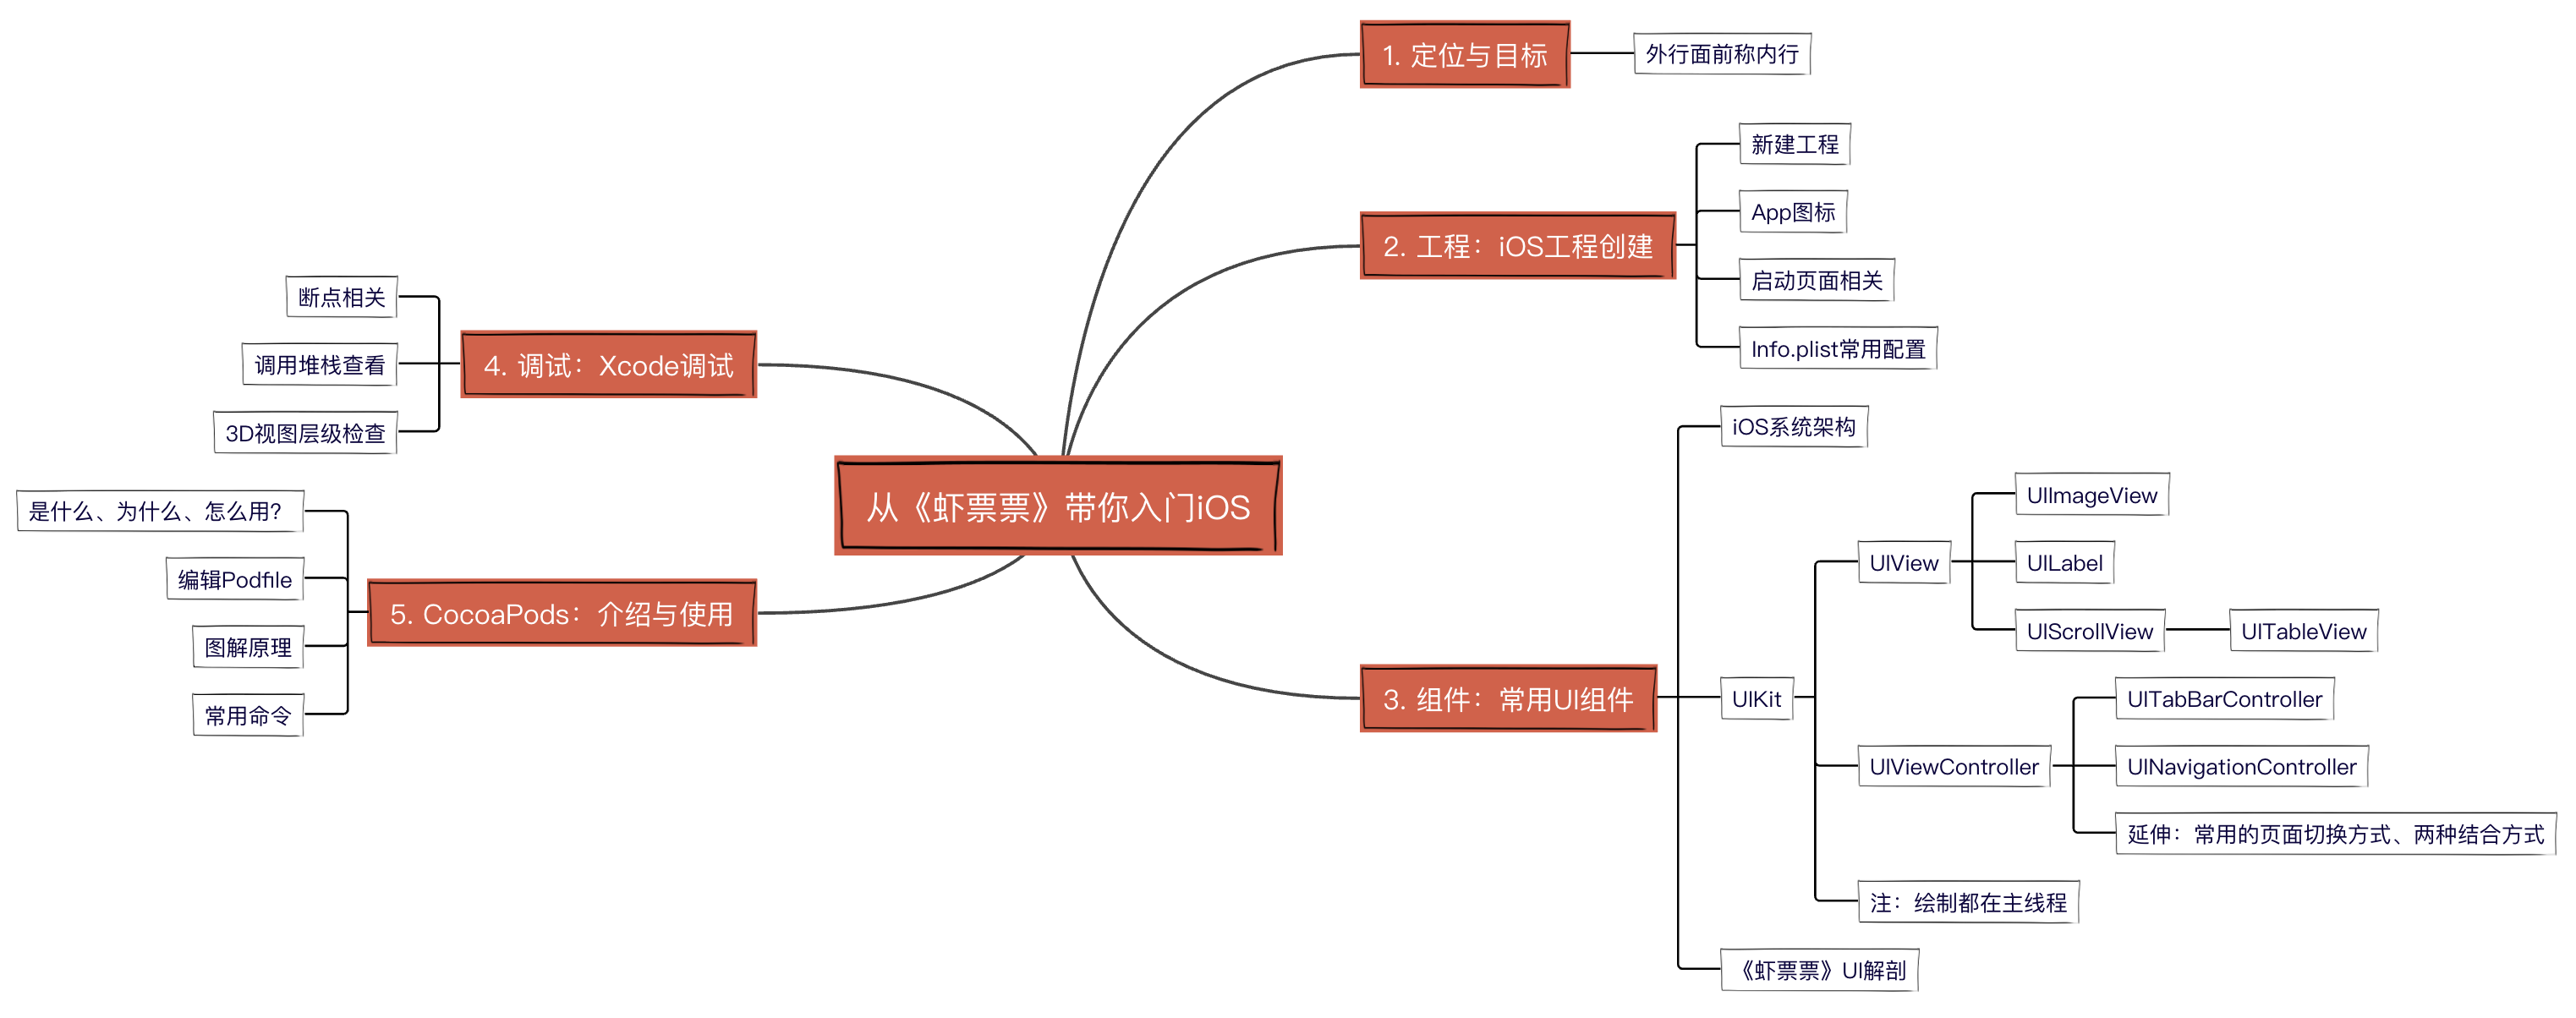 从《虾票票》带你入门iOS
1. 定位与目标
外行面前称内行
2. 工程：iOS工程创建
新建工程
App图标
启动页面相关
Info.plist常用配置
3. 组件：常用UI组件
iOS系统架构
UIKit
UIView
UIImageView
UILabel
UIScrollView
UITableView
UIViewController
UITabBarController
UINavigationController
延伸：常用的页面切换方式、两种结合方式
注：绘制都在主线程
《虾票票》UI解剖
4. 调试：Xcode调试
断点相关
调用堆栈查看
3D视图层级检查
5. CocoaPods：介绍与使用
是什么、为什么、怎么用？
编辑Podfile
图解原理
常用命令